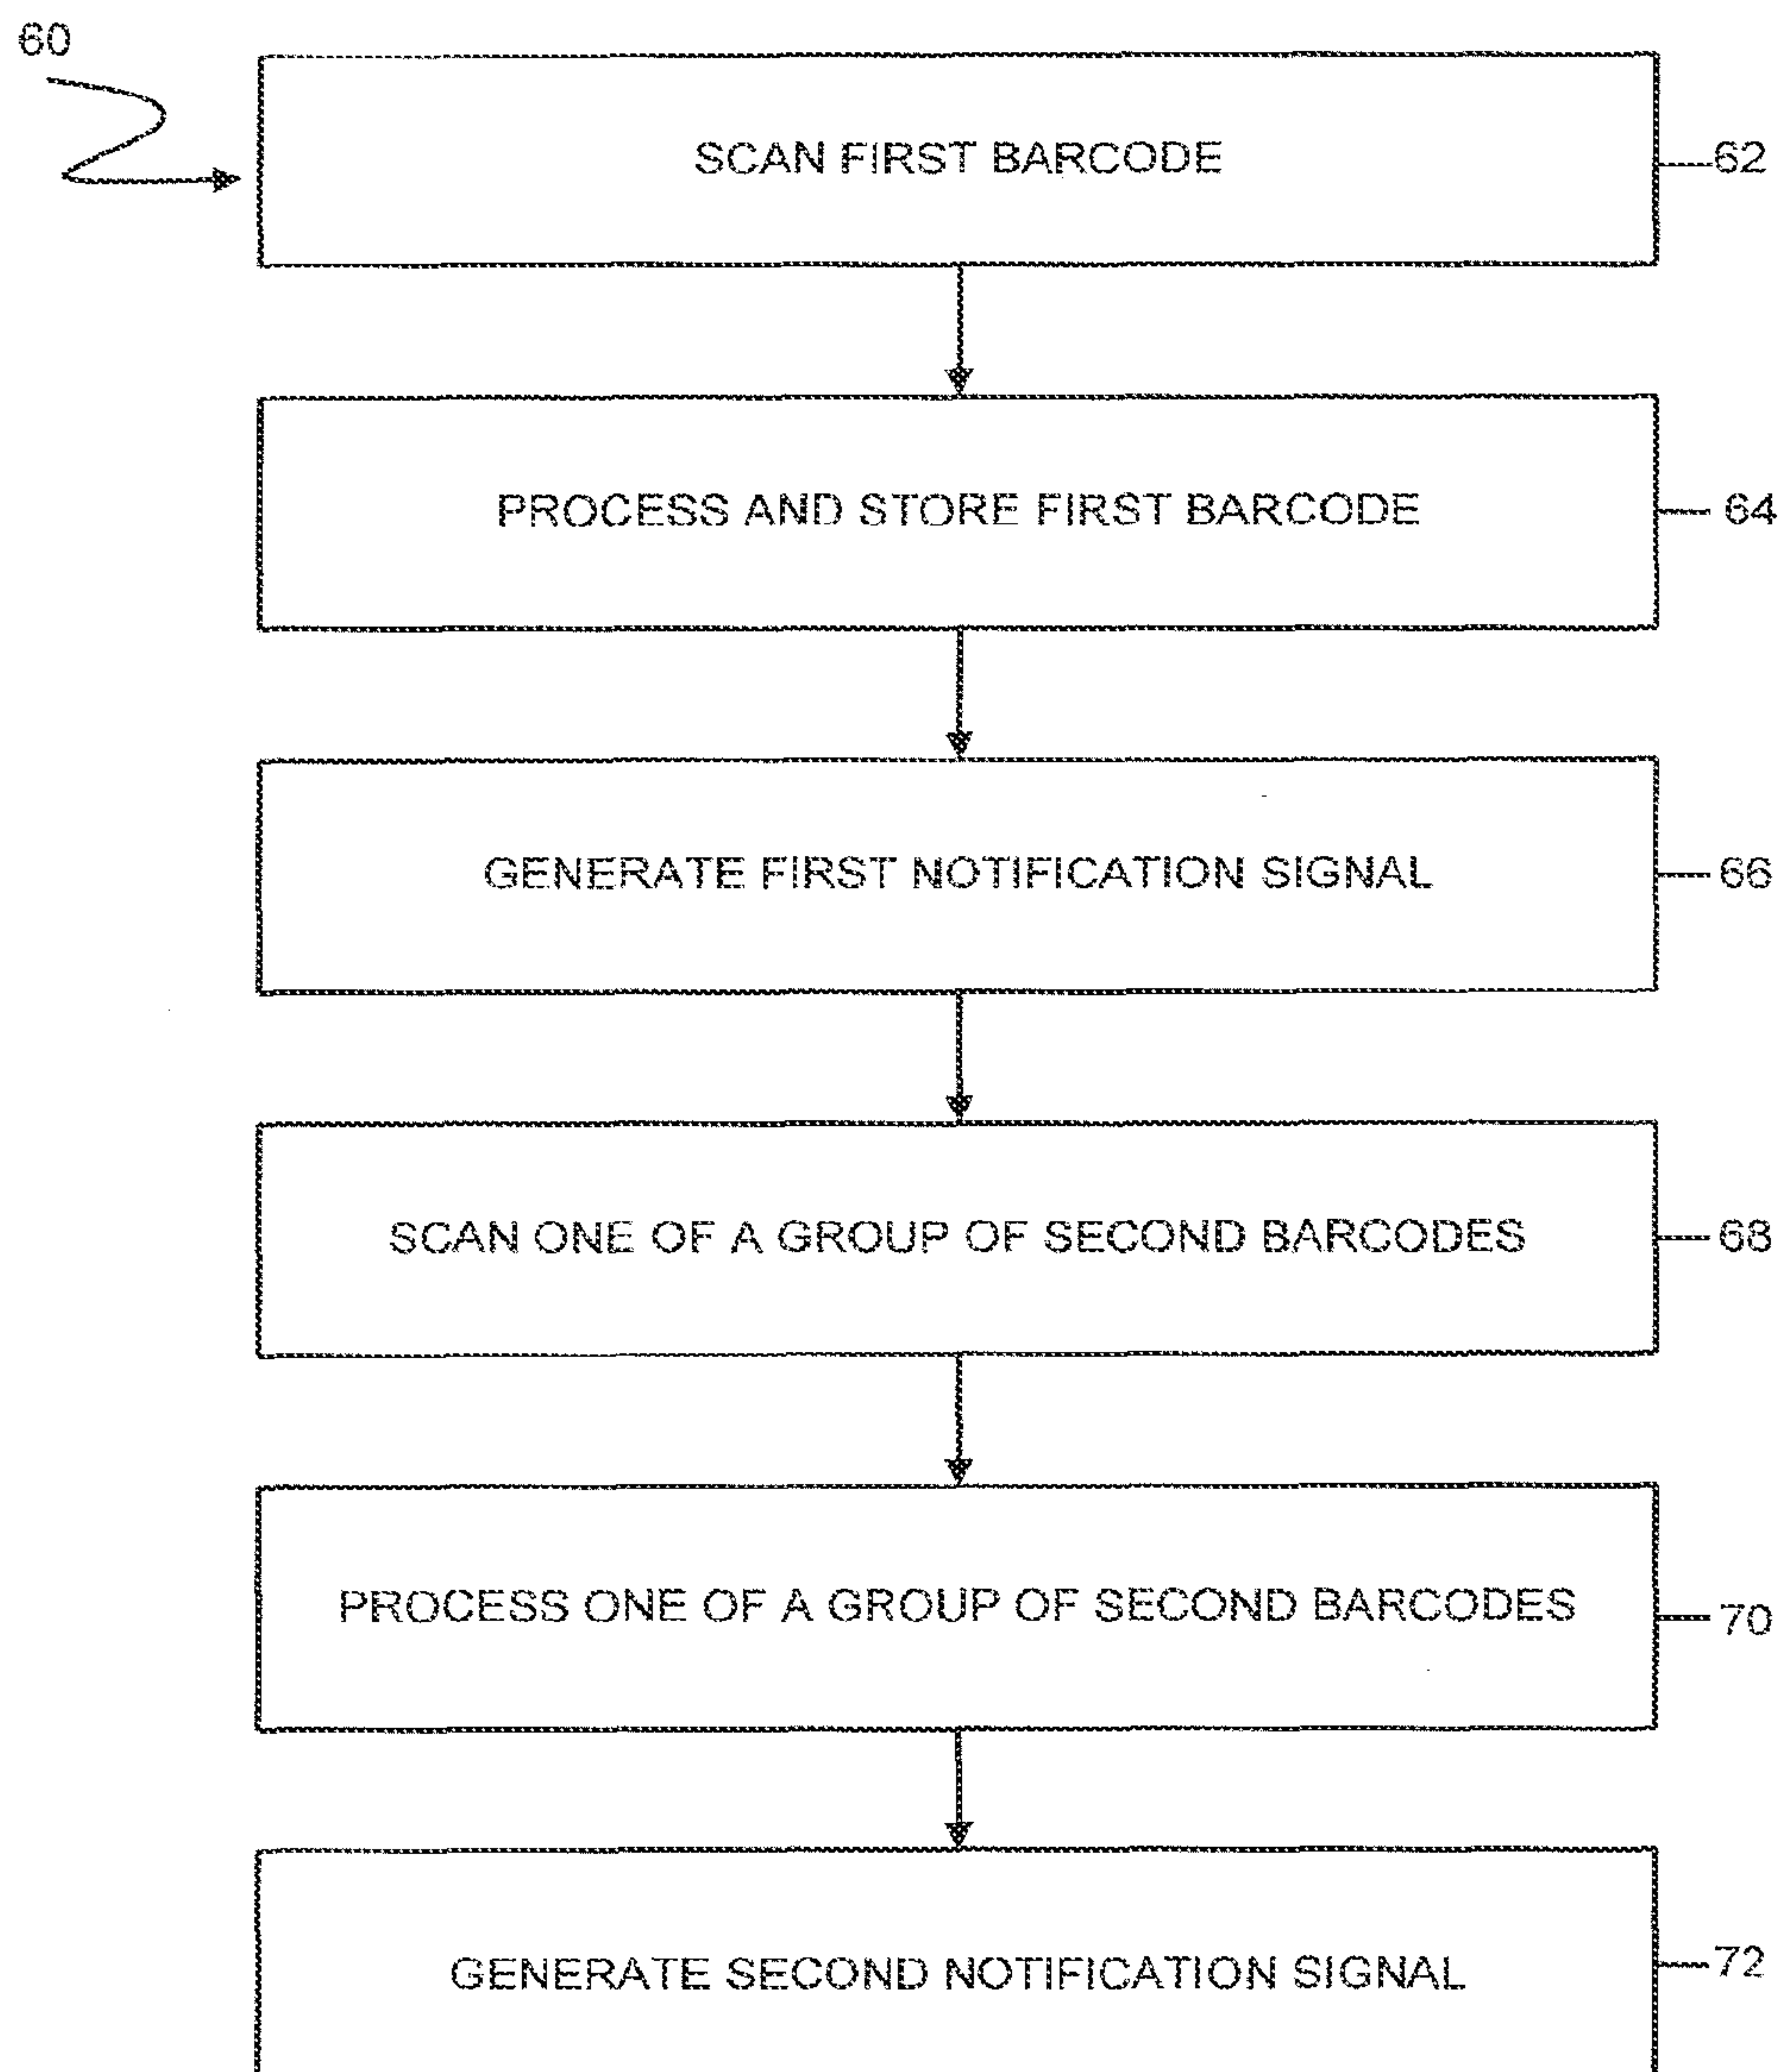 60
SCAN FIRST BARCODE
62
PROCESS AND STORE FIRST BARCODE
64
GENERATE FIRST NOTIFICATION SIGNAL
66
SCAN ONE OF A GROUP OF SECOND BARCODES
68
PROCESS ONE OF A GROUP OF SECOND BARCODES
70
GENERATE SECOND NOTIFICATION SIGNAL
72